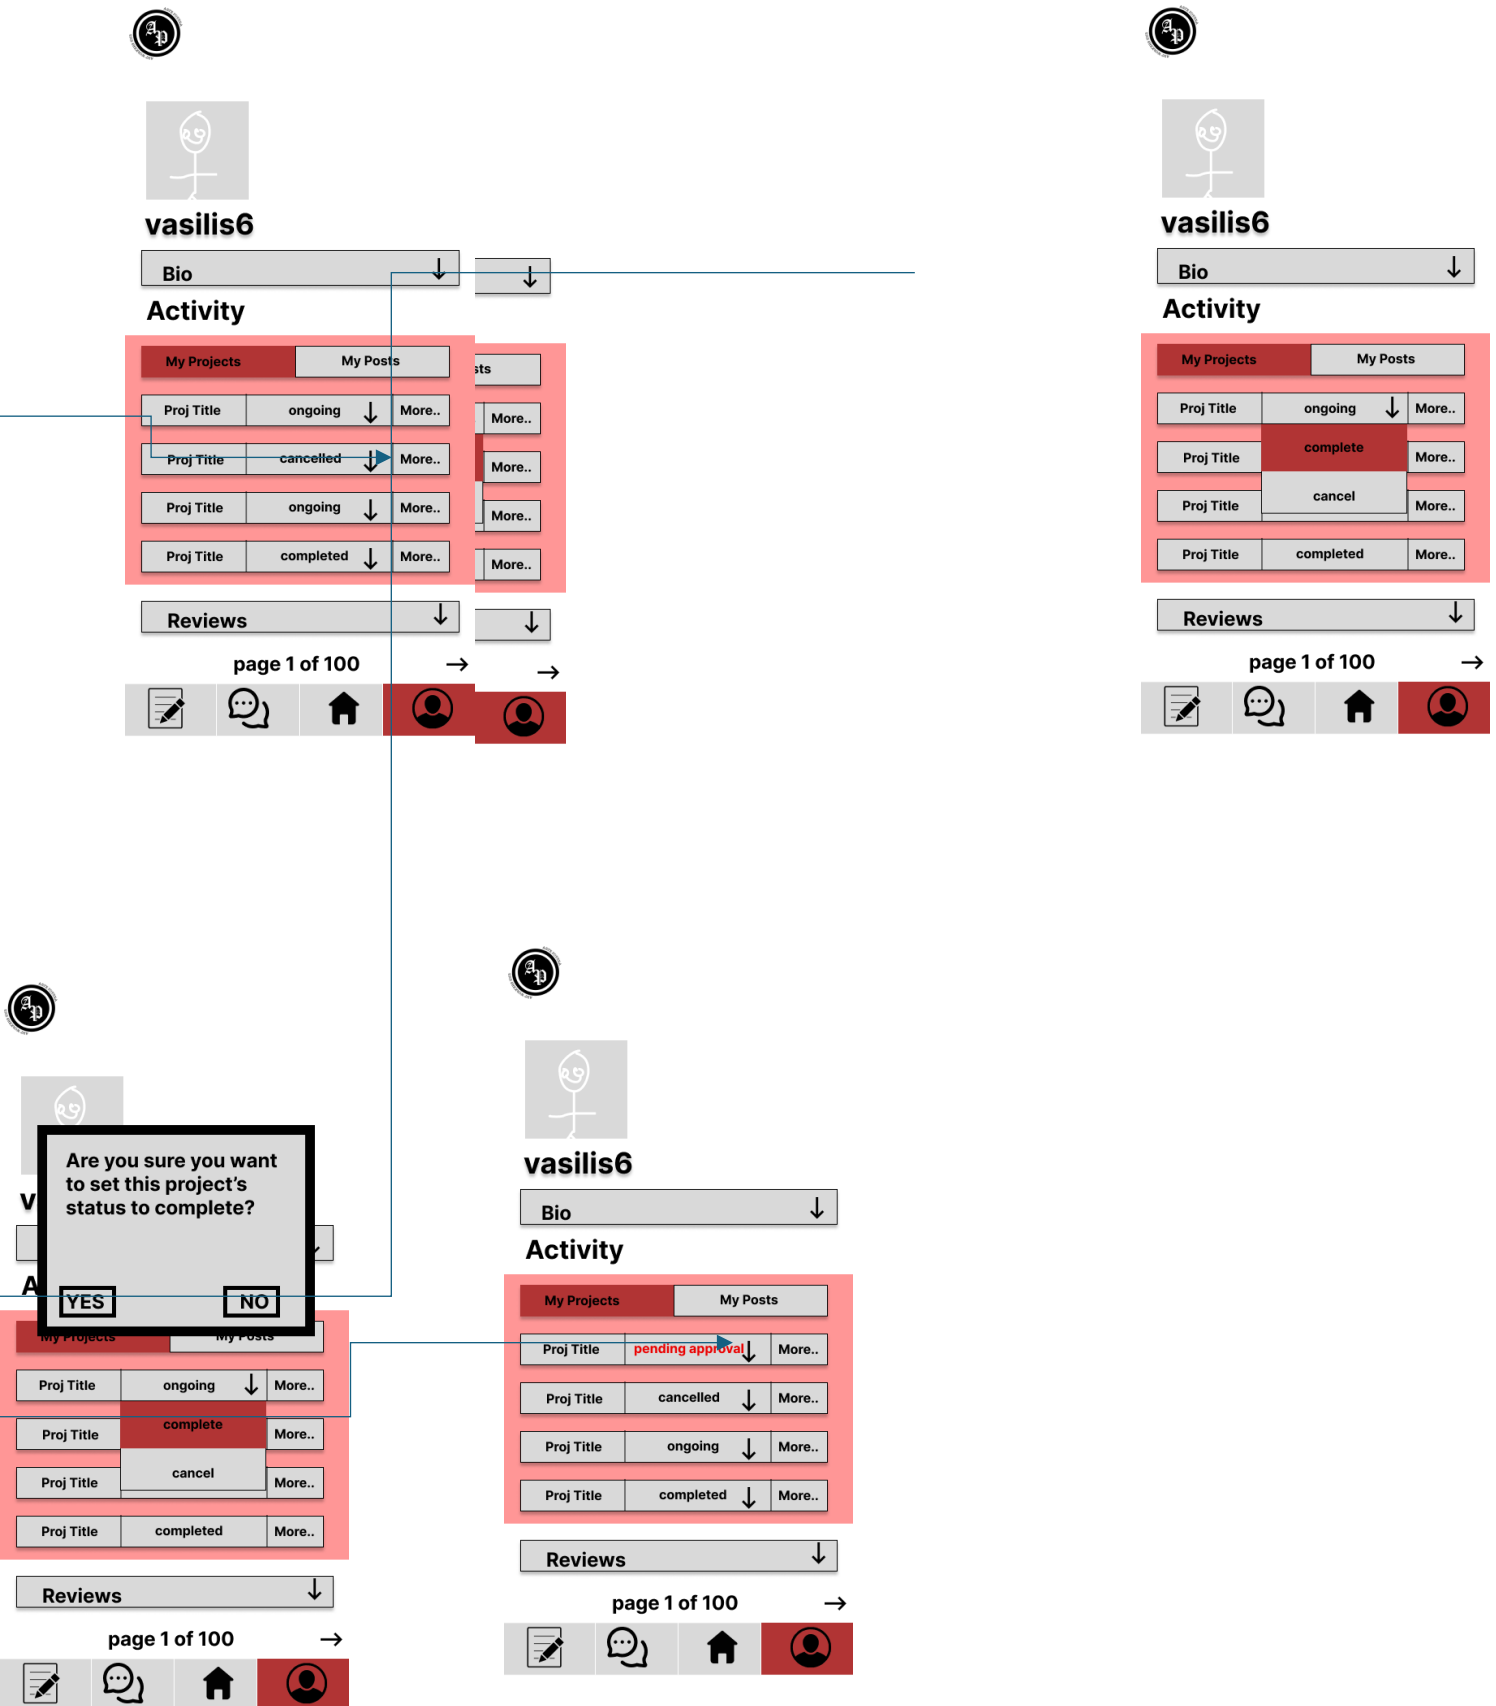 vasilis6
Bio
Activity
My Projects My Posts
Proj Title ongoing More..
Proj Title cancelled More..
Proj Title ongoing More..
Proj Title completed More..
Reviews
page 1 of 100
sts
More..
More..
More..
More..
vasilis6
Bio
Activity
My Projects My Posts
Proj Title ongoing More..
complete
Proj Title More..
cancel
Proj Title More..
Proj Title completed More..
Reviews
page 1 of 100
v
A
Are you sure you want
to set this project's
status to complete?
YES NO
My Projects My Posts
Proj Title ongoing More..
complete
Proj Title More..
cancel
Proj Title More..
Proj Title completed More..
Reviews
page 1 of 100
vasilis6
Bio
Activity
My Projects My Posts
Proj Title pending approval More..
Proj Title cancelled More..
Proj Title ongoing More..
Proj Title completed More..
Reviews
page 1 of 100